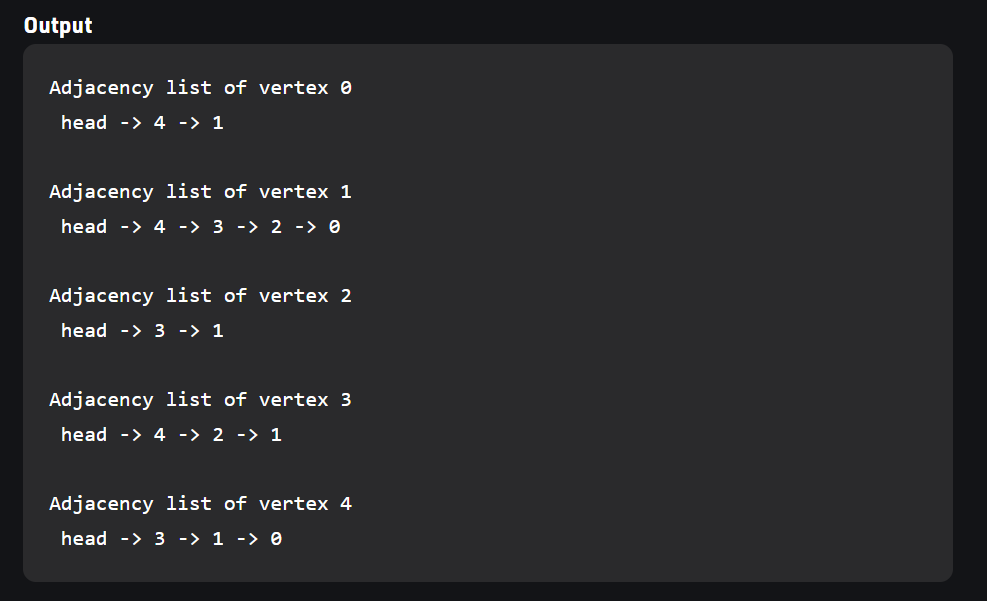 Output
Adjacency list of vertex 0
head -> 4 -> 1
Adjacency list of vertex 1
head -> 4 -> 3 -> 2 -> 0
Adjacency list of vertex 2
head -> 3 -> 1
Adjacency list of vertex 3
head -> 4 -> 2 -> 1
Adjacency list of vertex 4
head -> 3 -> 1 -> 0